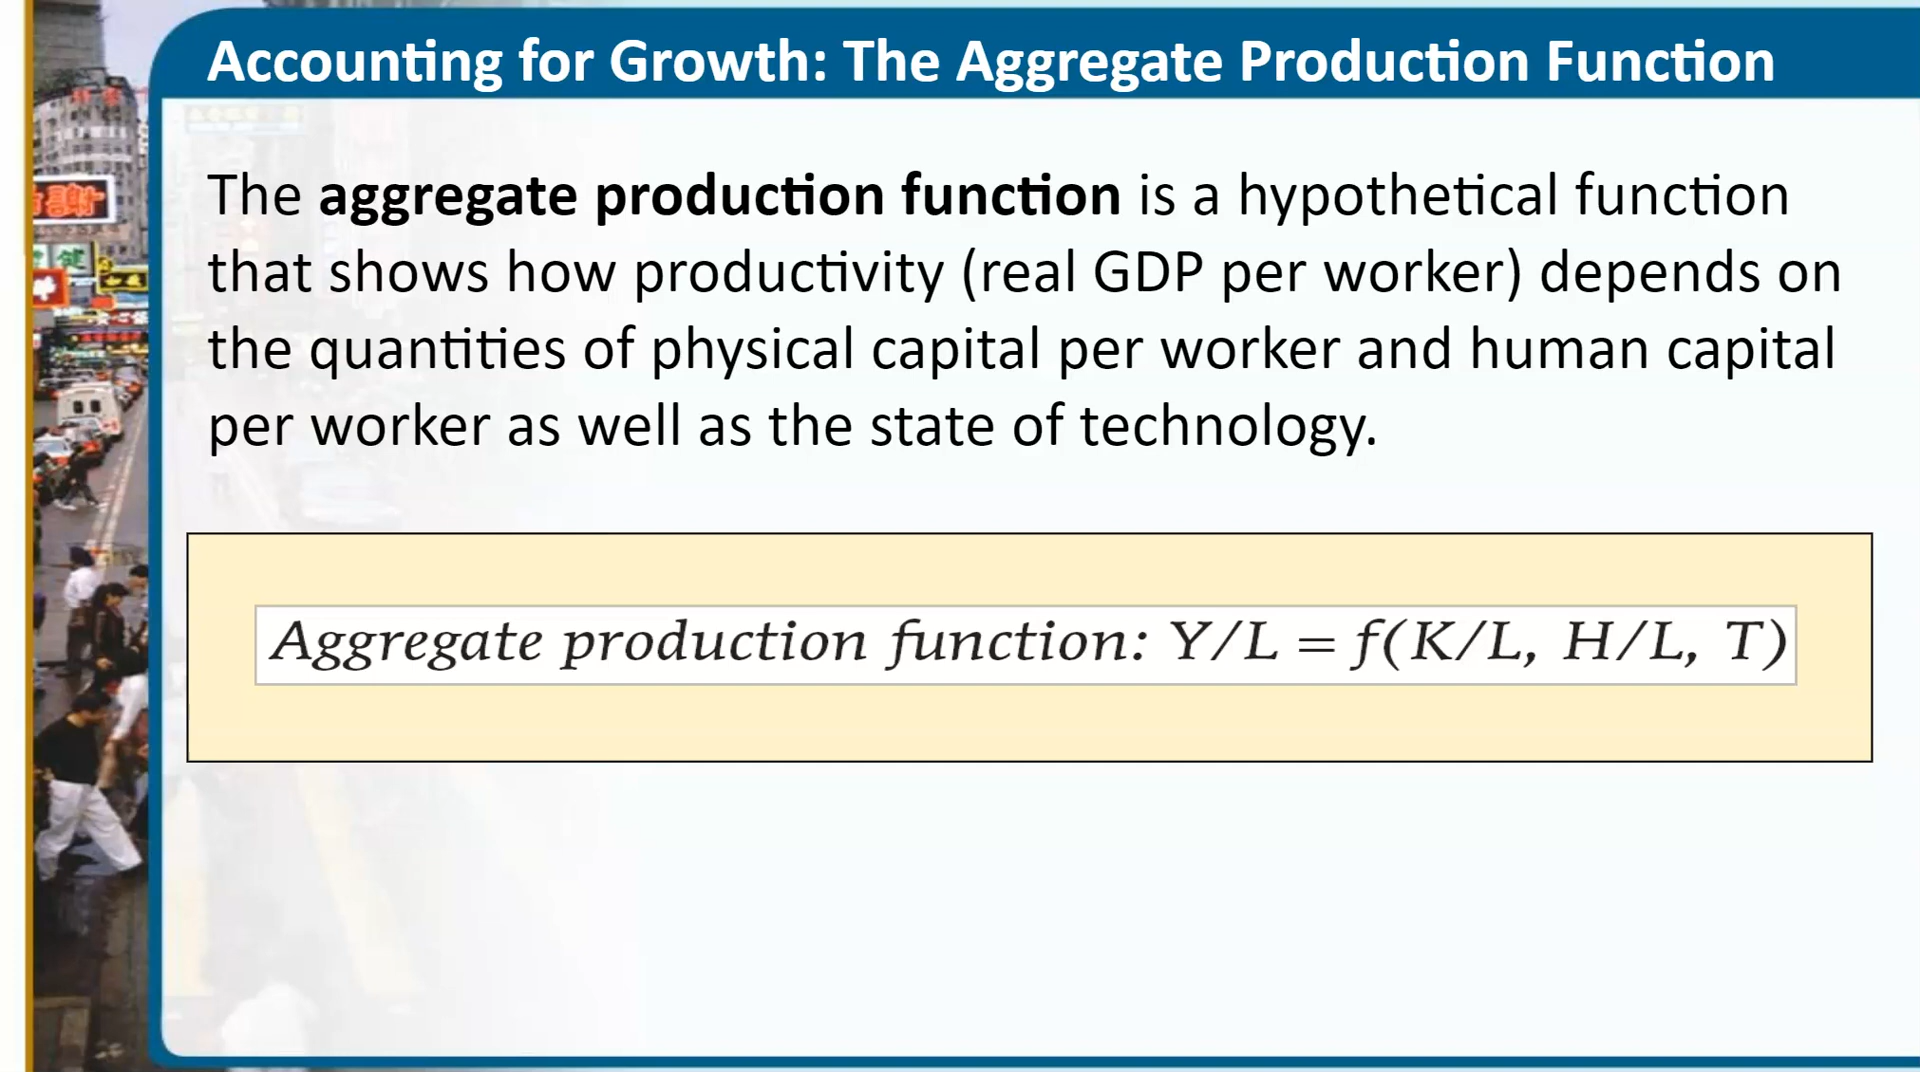 Accounting for Growth: The Aggregate Production Function
The aggregate production function is a hypothetical function
that shows how productivity (real GDP per worker) depends on
the quantities of physical capital per worker and human capital
per worker as well as the state of technology.
Aggregate production function: Y/L = f(K/L, H/L, T)